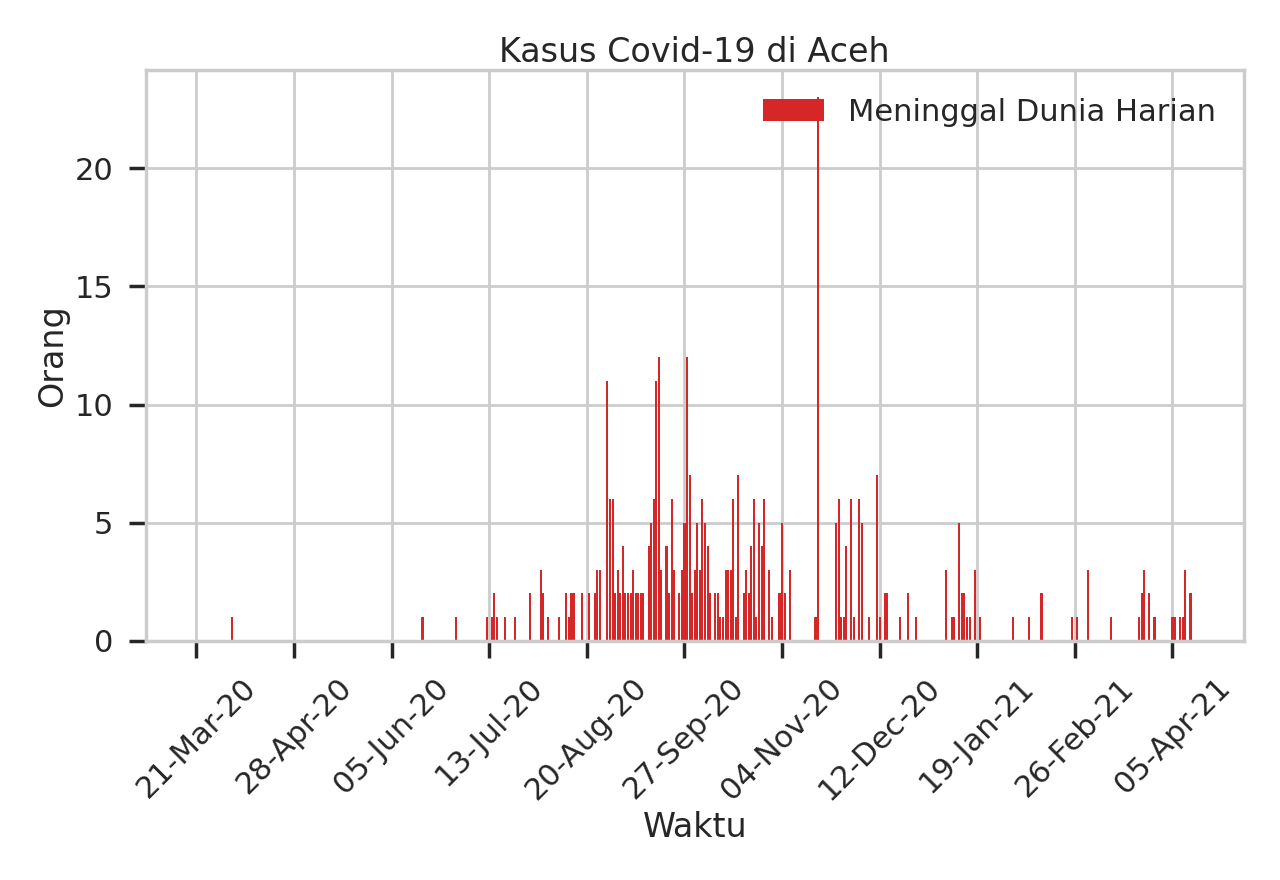 Kasus Covid-19 di Aceh
Meninggal Dunia Harian
Orang
20
15
10
5
0
21-Mar-20
28-Apr-20
05-Jun-20
13-Jul-20
20-Aug-20
27-Sep-20
04-Nov-20
12-Dec-20
19-Jan-21
26-Feb-21
05-Apr-21
Waktu